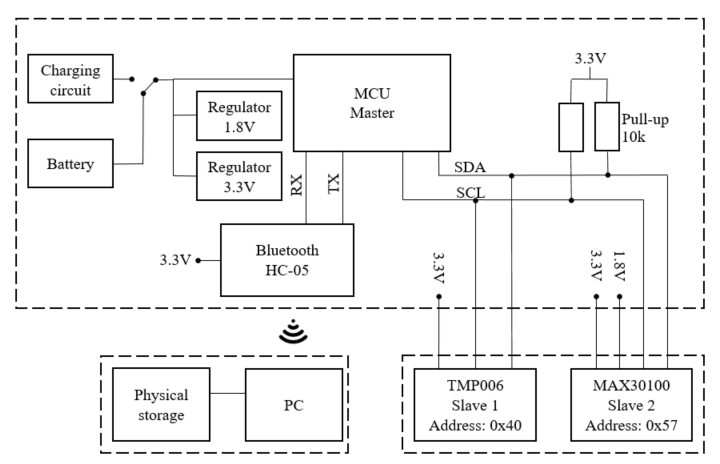 Charging
circuit
Battery
Regulator
1.8V
Regulator
3.3V
MCU
Master
3.3V
Pull-up
10k
RX
TX
SDA
SCL
Bluetooth
HC-05
3.3V
3.3V
3.3V
1.8V
Physical
storage
PC
TMP006
Slave 1
Address: 0x40
MAX30100
Slave 2
Address: 0x57